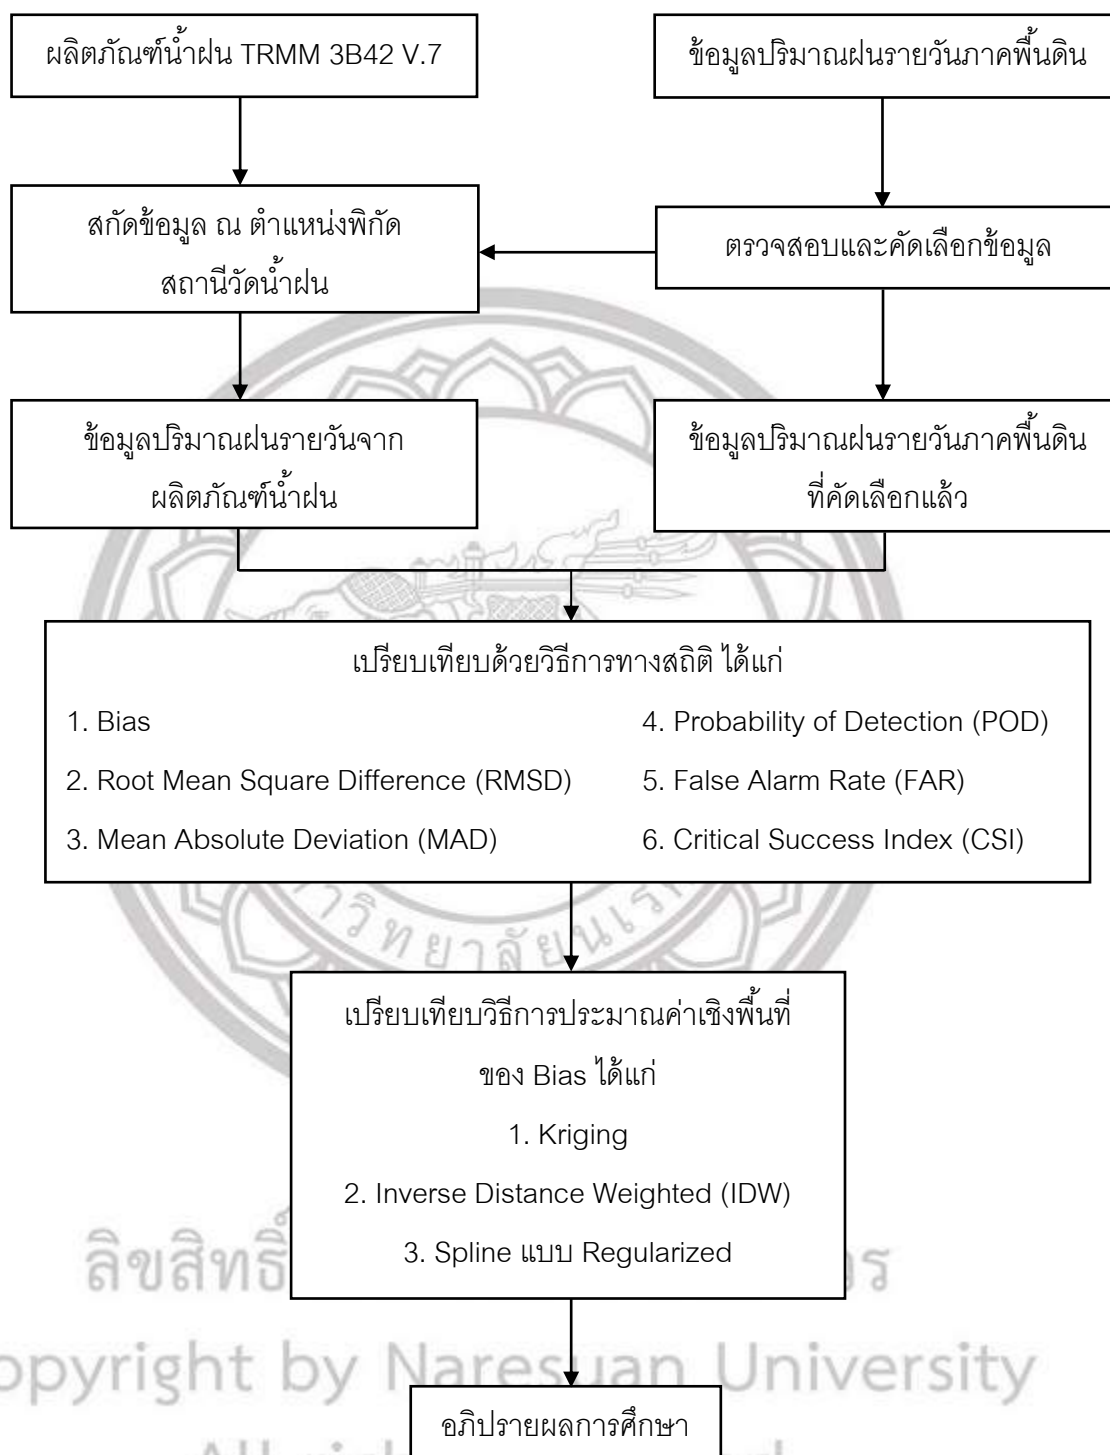 ผลิตภัณฑ์น้ำฝน TRMM 3B42 V.7
ข้อมูลปริมาณฝนรายวันภาคพื้นดิน
สกัดข้อมูล ณ ตำแหน่งพิกัด
สถานีวัดน้ำฝน
ตรวจสอบและคัดเลือกข้อมูล
ข้อมูลปริมาณฝนรายวันจาก
ผลิตภัณฑ์น้ำฝน
ข้อมูลปริมาณฝนรายวันภาคพื้นดิน
ที่คัดเลือกแล้ว
เปรียบเทียบด้วยวิธีการทางสถิติ ได้แก่
1. Bias
2. Root Mean Square Difference (RMSD)
3. Mean Absolute Deviation (MAD)
4. Probability of Detection (POD)
5. False Alarm Rate (FAR)
6. Critical Success Index (CSI)
เปรียบเทียบวิธีการประมาณค่าเชิงพื้นที่
ของ Bias ได้แก่
1. Kriging
2. Inverse Distance Weighted (IDW)
3. Spline แบบ Regularized
ลิขสิทธิ์
opyright by Naresuan University
อภิปรายผลการศึกษา